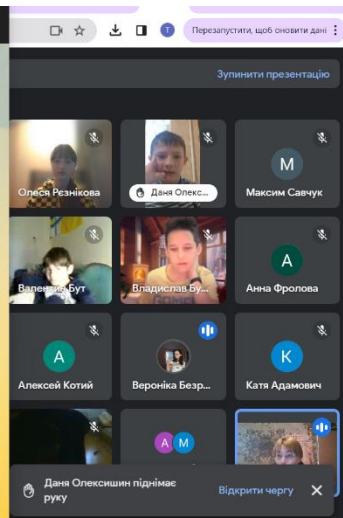 T
Перезапустити, щоб оновити дані
Зупинити презентацію
Олеся Рєзнікова
Даня Олекс...
M
Максим Савчук
Валентин Бут
Владислав Бу...
A
Анна Фролова
A
Алексей Котий
Вероніка Безр...
K
Катя Адамович
A M
Даня Олексишин піднімає
руку
Відкрити чергу